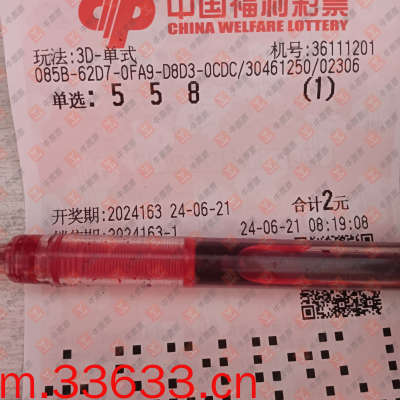 中国福利彩票
CHINA WELFARE LOTTERY
玩法:3D-单式 机号:36111201
085B-62D7-0FA9-D8D3-0CDC/30461250/02306
单选: 5 5 8 (1)
合计2元
开奖期:2024163 24-06-21
:2024163-1 24-06-21 08:19:08
m.33633.cn